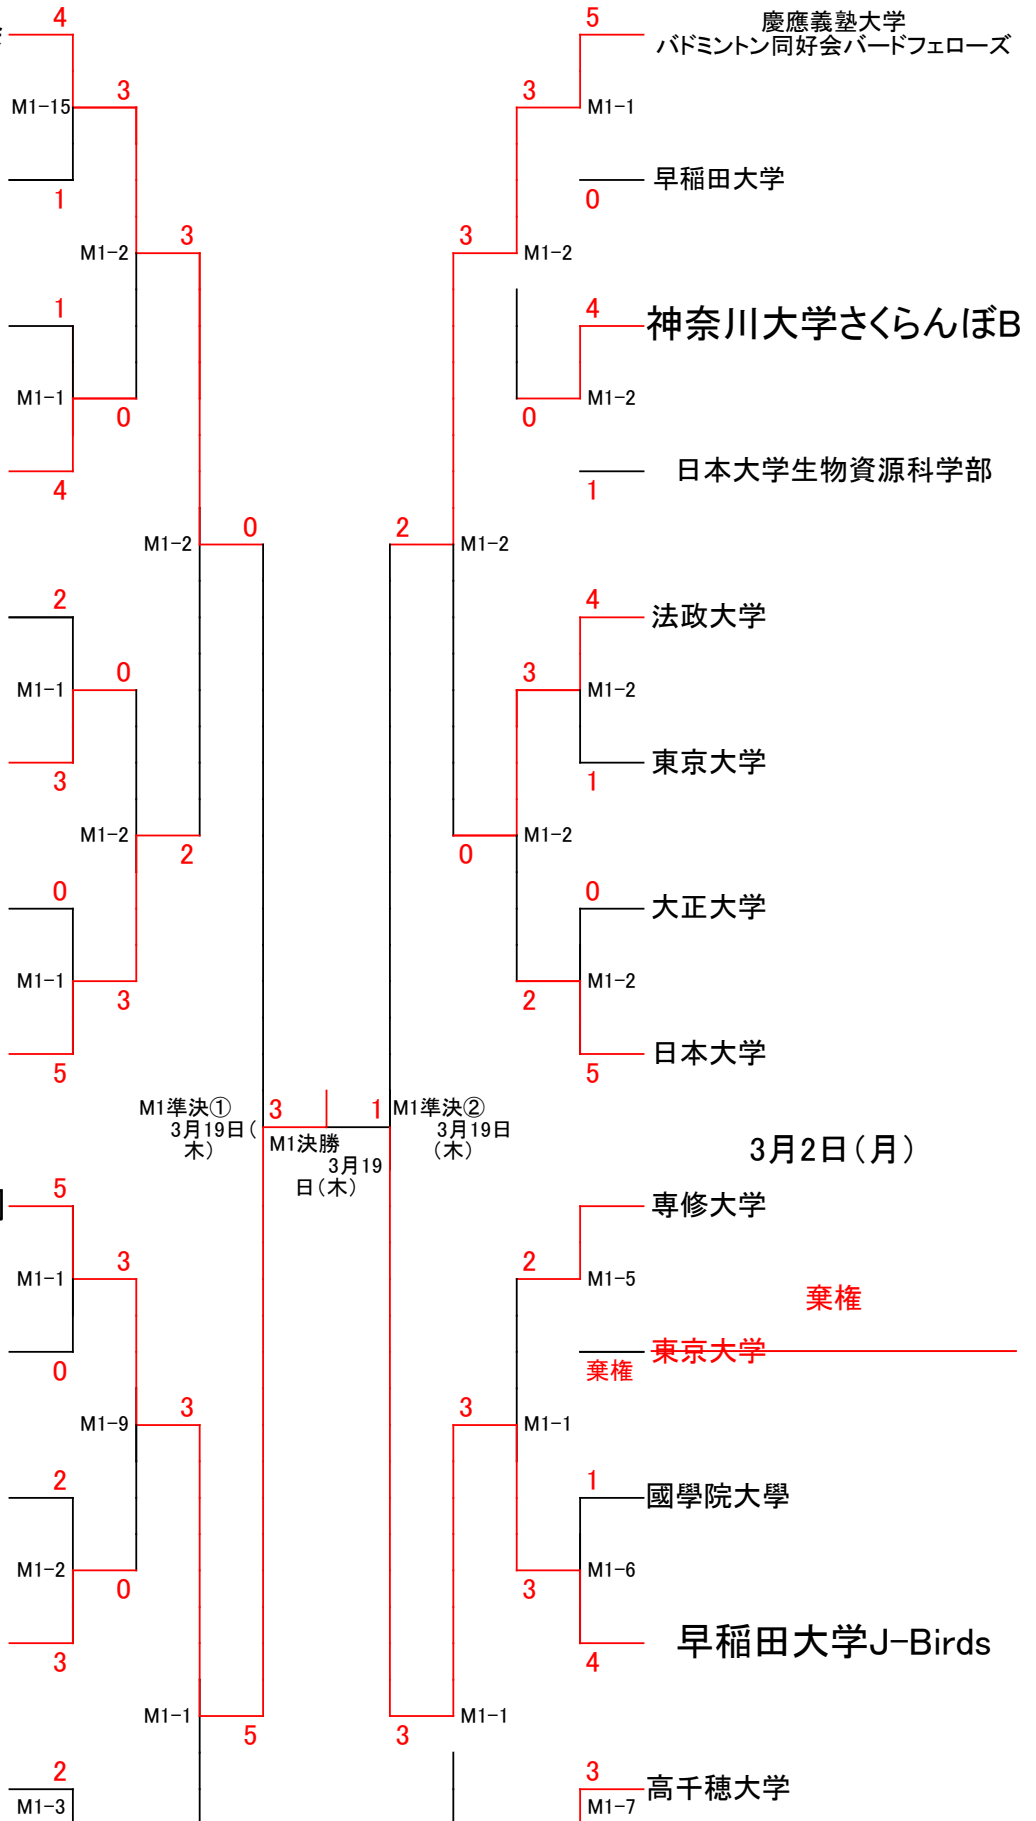 4
5
慶應義塾大学
バドミントン同好会バードフェローズ
M1-15
3
3
M1-1
1
早稲田大学
0
3
M1-2
3
M1-2
1
4
神奈川大学さくらんぼB
M1-1
0
0
M1-2
4
日本大学生物資源科学部
1
M1-2
0
2
M1-2
2
4
法政大学
M1-1
0
3
M1-2
3
東京大学
1
M1-2
2
0
M1-2
0
0
大正大学
M1-1
3
2
M1-2
5
日本大学
5
M1準決①
3月19日(
木)
3
1
M1決勝
3月19
日(木)
M1準決②
3月19日
(木)
3月2日(月)
5
専修大学
M1-1
3
2
M1-5
棄権
0
棄権
東京大学
M1-9
3
3
M1-1
2
1
國學院大學
M1-2
0
3
M1-6
3
早稲田大学J-Birds
4
M1-1
5
3
M1-1
2
3
高千穂大学
M1-3
M1-7